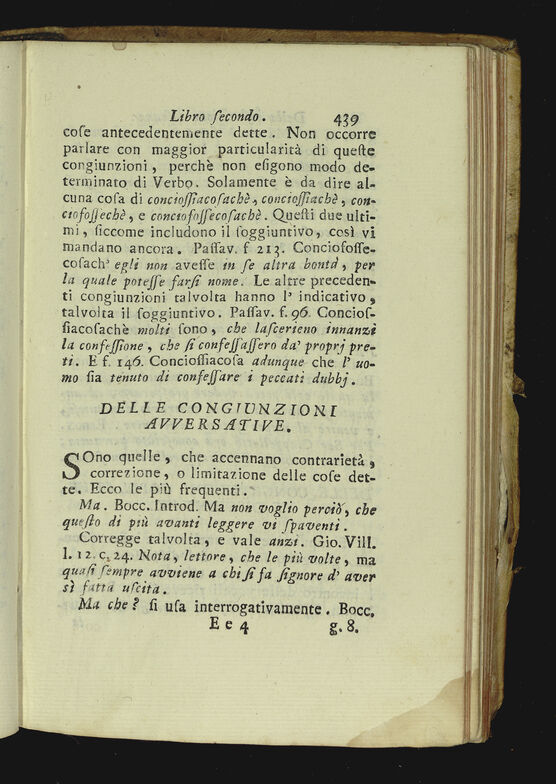 Libro ſecondo. 439
coſe antecedentemente dette. Non occorre
parlare con maggior particularità di queſte
congiunzioni, perchè non eſigono modo de-
terminato di Verbo. Solamente è da dire al-
cuna coſa di conciosſiacoſachè, concioſſiachè, con-
ciofoſſechè, e conciofoſſecoſachè. Queſti due ulti-
mi, ſiccome includono il ſoggiuntivo, così vi
mandano ancora. Paſſav. f 213. Conciofoſſe-
coſach' egli non aveſſe in ſe altra bontà, per
la quale poteſſe farſi nome. Le altre preceden-
ti congiunzioni talvolta hanno l' indicativo,
talvolta il ſoggiuntivo. Paſſav. f. 96. Concioſ-
ſiacoſachè molti ſono, che laſcerieno innanzi
la confeſſione, che ſi confeſſaſſero da' proprj pre-
ti. E f. 146. Concioſſiacoſa adunque che l' uo-
mo ſia tenuto di confeſſare i peccati dubbj.
DELLE CONGIUNZIONI
AVVERSATIVE.
SOno quelle, che accennano contrarietà,
correzione, o limitazione delle coſe det-
te. Ecco le più frequenti.
Ma. Bocc. Introd. Ma non voglio perciò, che
queſto di più avanti leggere vi ſpaventi.
Corregge talvolta, e vale anzi. Gio. Vill.
l. 12. c. 24. Nota, lettore, che le più volte, ma
quaſi ſempre avviene a chi ſi fa ſignore d' aver
sì fatta uſcita.
Ma che? ſi uſa interrogativamente. Bocc.
E e 4 g. 8.